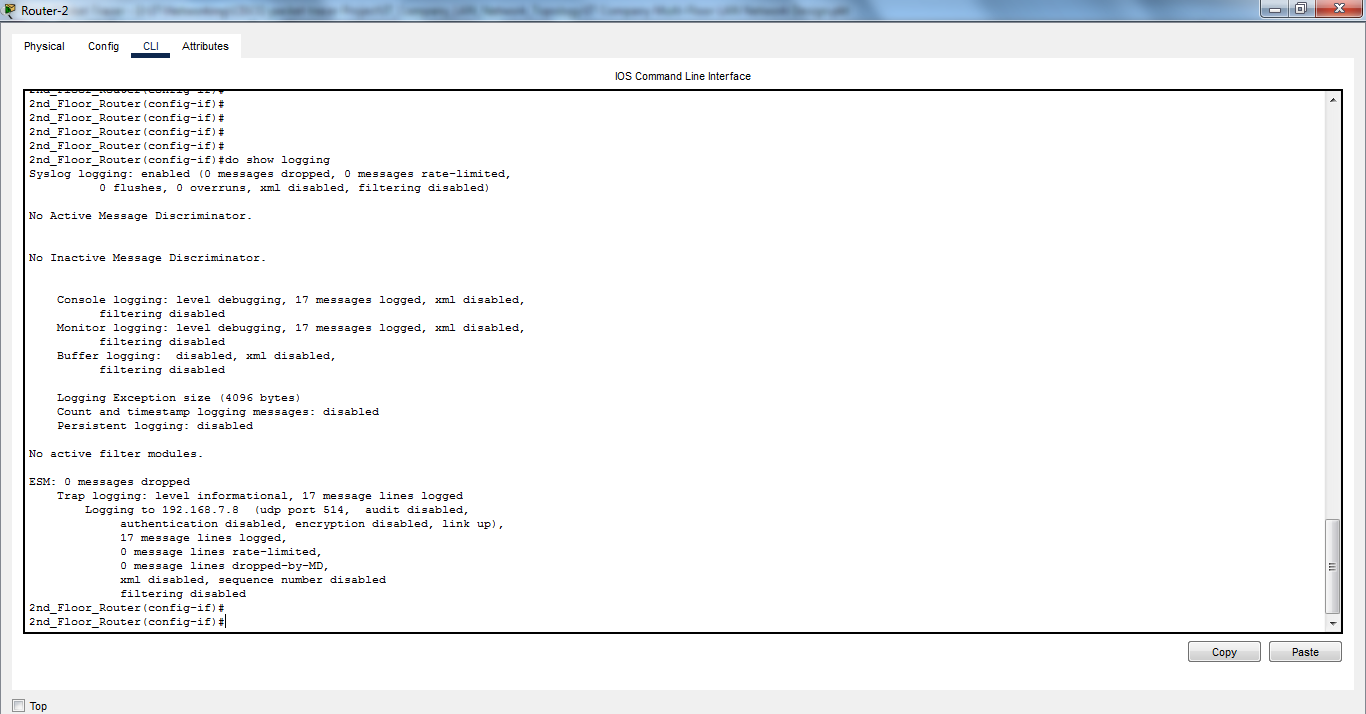 Router-2
Physical Config CLI Attributes
IOS Command Line Interface
2nd_Floor_Router(config-if)#
2nd_Floor_Router(config-if)#
2nd_Floor_Router(config-if)#
2nd_Floor_Router(config-if)#
2nd_Floor_Router(config-if)#
2nd_Floor_Router(config-if)#do show logging
Syslog logging: enabled (0 messages dropped, 0 messages rate-limited,
0 flushes, 0 overruns, xml disabled, filtering disabled)
No Active Message Discriminator.
No Inactive Message Discriminator.
Console logging: level debugging, 17 messages logged, xml disabled,
filtering disabled
Monitor logging: level debugging, 17 messages logged, xml disabled,
filtering disabled
Buffer logging:  disabled, xml disabled,
filtering disabled
Logging Exception size (4096 bytes)
Count and timestamp logging messages: disabled
Persistent logging: disabled
No active filter modules.
ESM: 0 messages dropped
Trap logging: level informational, 17 message lines logged
Logging to 192.168.7.8  (udp port 514,  audit disabled,
authentication disabled, encryption disabled, link up),
17 message lines logged,
0 message lines rate-limited,
0 message lines dropped-by-MD,
xml disabled, sequence number disabled
filtering disabled
2nd_Floor_Router(config-if)#
2nd_Floor_Router(config-if)#
Copy Paste
Top